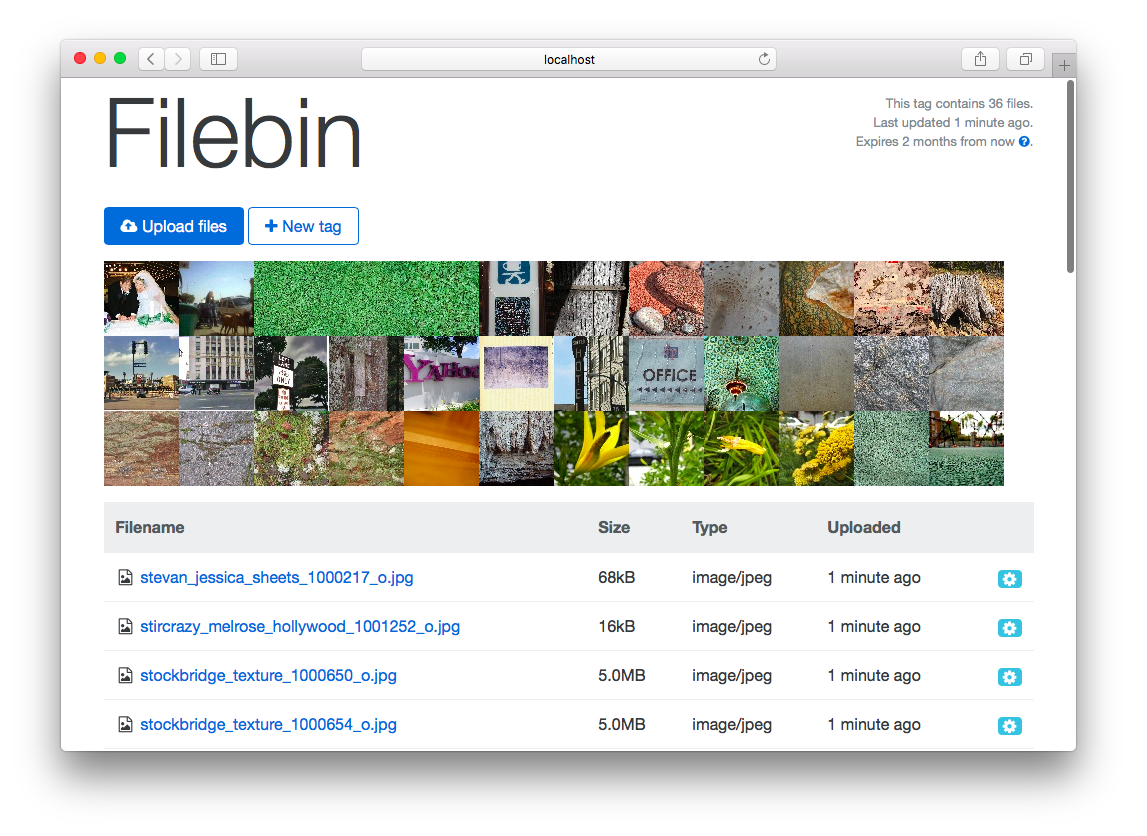 localhost
Filebin
This tag contains 36 files.
Last updated 1 minute ago.
Expires 2 months from now ?.
Upload files
+ New tag
YAHOO
OFFICE
Filename Size Type Uploaded
stevan_jessica_sheets_1000217_o.jpg 68kB image/jpeg 1 minute ago
stircrazy_melrose_hollywood_1001252_o.jpg 16kB image/jpeg 1 minute ago
stockbridge_texture_1000650_o.jpg 5.0MB image/jpeg 1 minute ago
stockbridge_texture_1000654_o.jpg 5.0MB image/jpeg 1 minute ago